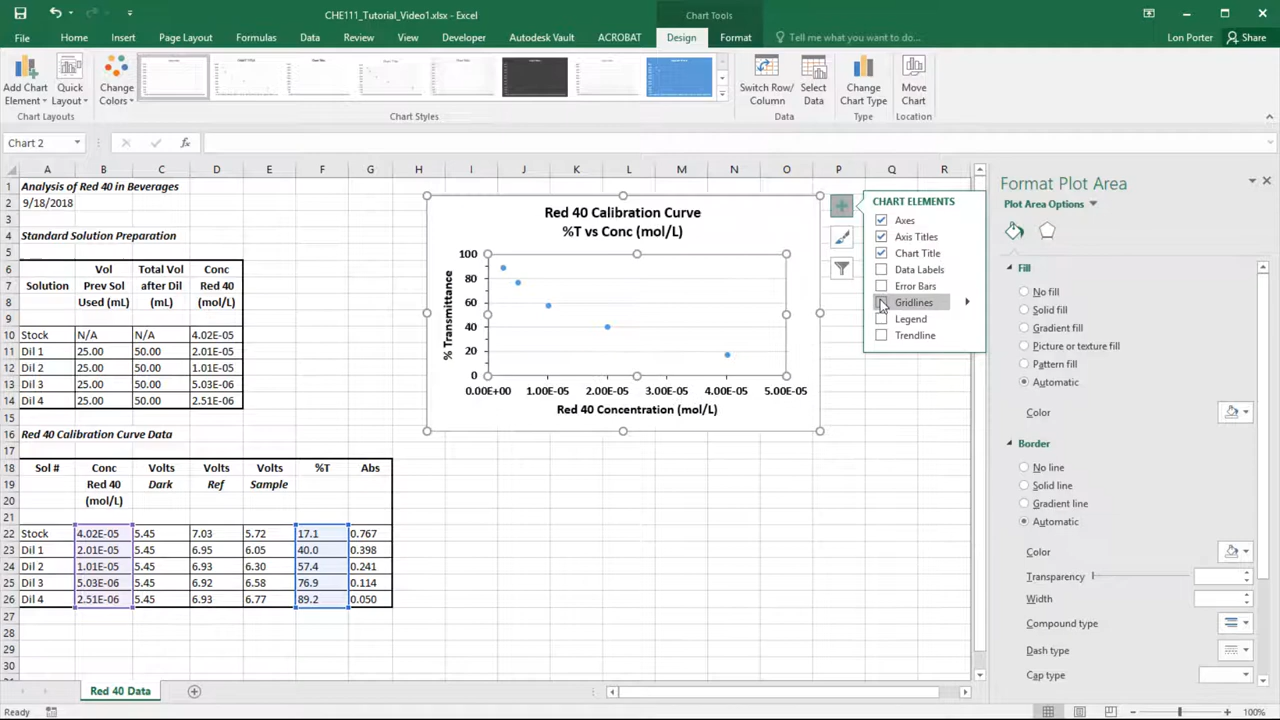 CHE111_Tutorial_Video1.xlsx - Excel
Chart Tools
File Home Insert Page Layout Formulas Data Review View Developer Autodesk Vault ACROBAT Design Format Tell me what you want to do... Lon Porter Share
Add Chart Element
Quick Layout
Change Colors
Switch Row/Column
Select Data
Change Chart Type
Move Chart
Chart Layouts Chart Styles Data Type Location
Chart 2 fx
A B C D E F G H I J K L M N O P Q R
1 Analysis of Red 40 in Beverages
2 9/18/2018
3
4 Standard Solution Preparation
5
6 Vol Total Vol Conc
7 Solution Prev Sol after Dil Red 40
8 Used (mL) (mL) (mol/L)
9
10 Stock N/A N/A 4.02E-05
11 Dil 1 25.00 50.00 2.01E-05
12 Dil 2 25.00 50.00 1.01E-05
13 Dil 3 25.00 50.00 5.03E-06
14 Dil 4 25.00 50.00 2.51E-06
15
16 Red 40 Calibration Curve Data
17
18 Sol # Conc Volts Volts Volts %T Abs
19 Red 40 Dark Ref Sample
20 (mol/L)
21
22 Stock 4.02E-05 5.45 7.03 5.72 17.1 0.767
23 Dil 1 2.01E-05 5.45 6.95 6.05 40.0 0.398
24 Dil 2 1.01E-05 5.45 6.93 6.30 57.4 0.241
25 Dil 3 5.03E-06 5.45 6.92 6.58 76.9 0.114
26 Dil 4 2.51E-06 5.45 6.93 6.77 89.2 0.050
27
28
29
30
Red 40 Calibration Curve
%T vs Conc (mol/L)
% Transmittance
100
80
60
40
20
0
0.00E+00 1.00E-05 2.00E-05 3.00E-05 4.00E-05 5.00E-05
Red 40 Concentration (mol/L)
CHART ELEMENTS
Axes
Axis Titles
Chart Title
Data Labels
Error Bars
Gridlines
Legend
Trendline
Format Plot Area
Plot Area Options
Fill
No fill
Solid fill
Gradient fill
Picture or texture fill
Pattern fill
Automatic
Color
Border
No line
Solid line
Gradient line
Automatic
Color
Transparency
Width
Compound type
Dash type
Cap type
Red 40 Data
Ready 100%